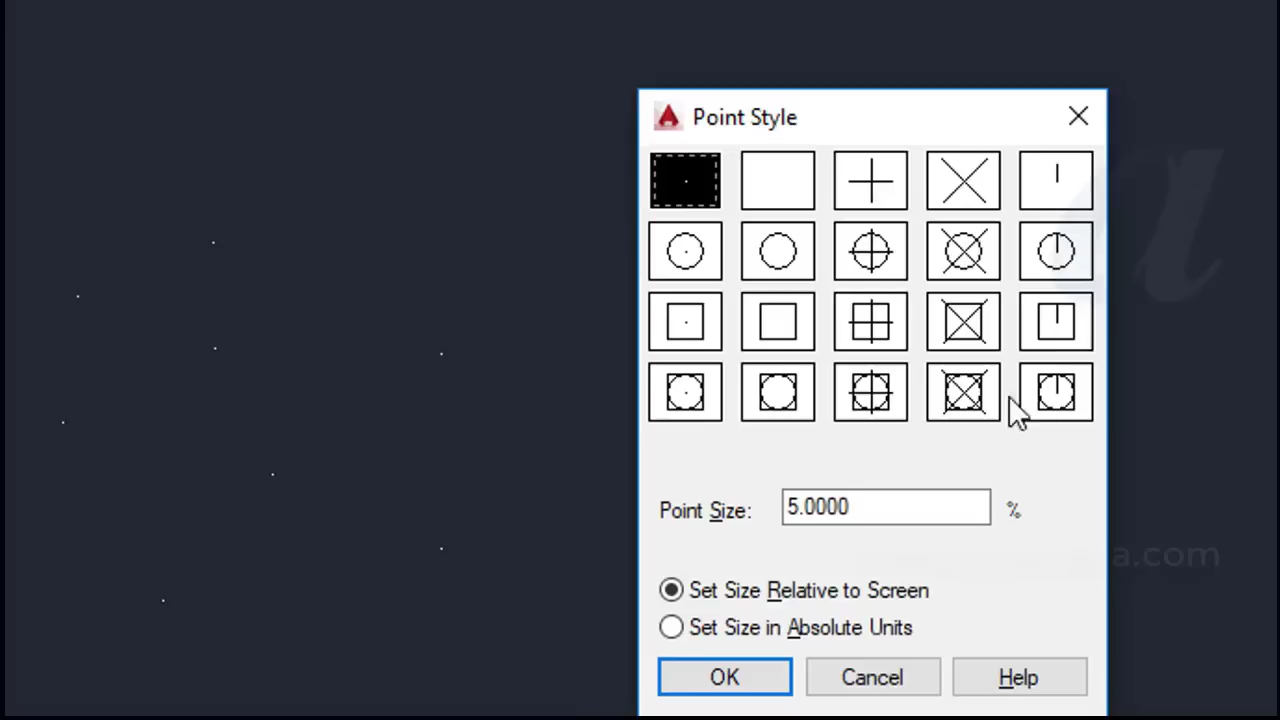 Point Style
Point Size: 5.0000 %
a.com
Set Size Relative to Screen
Set Size in Absolute Units
OK Cancel Help